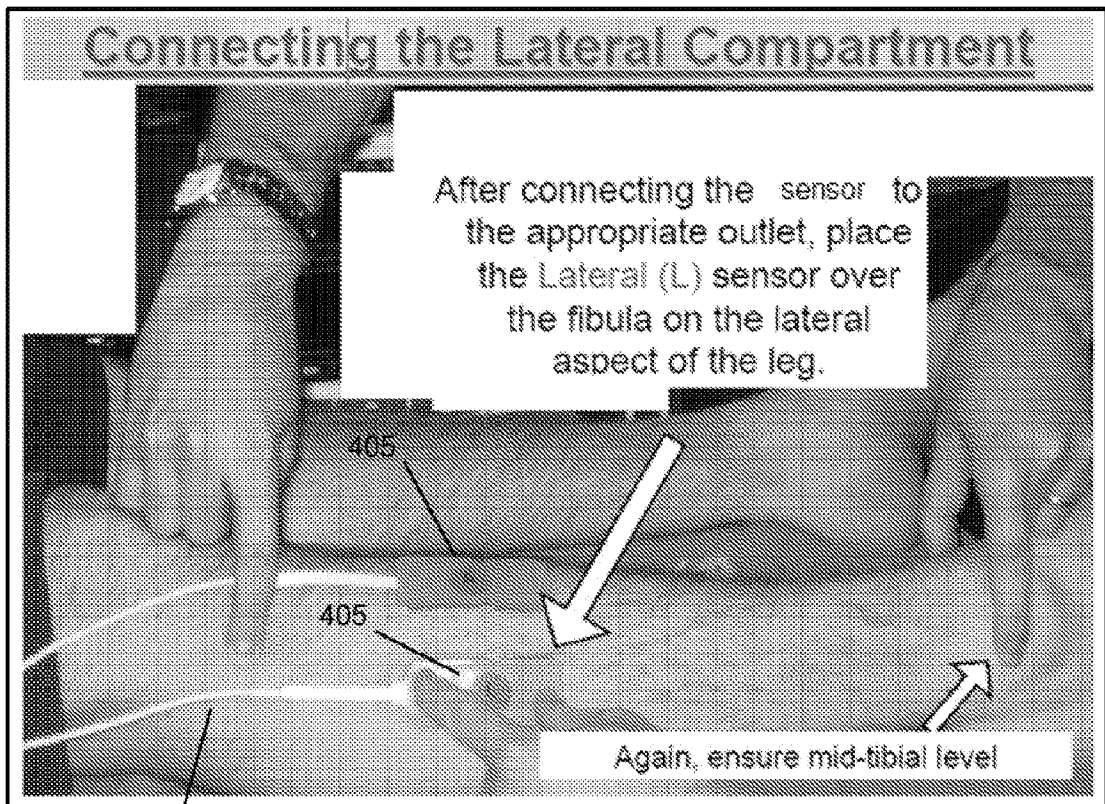 Connecting the Lateral Compartment
After connecting the sensor to
the appropriate outlet, place
the Lateral (L) sensor over
the fibula on the lateral
aspect of the leg.
405
405
Again, ensure mid-tibial level